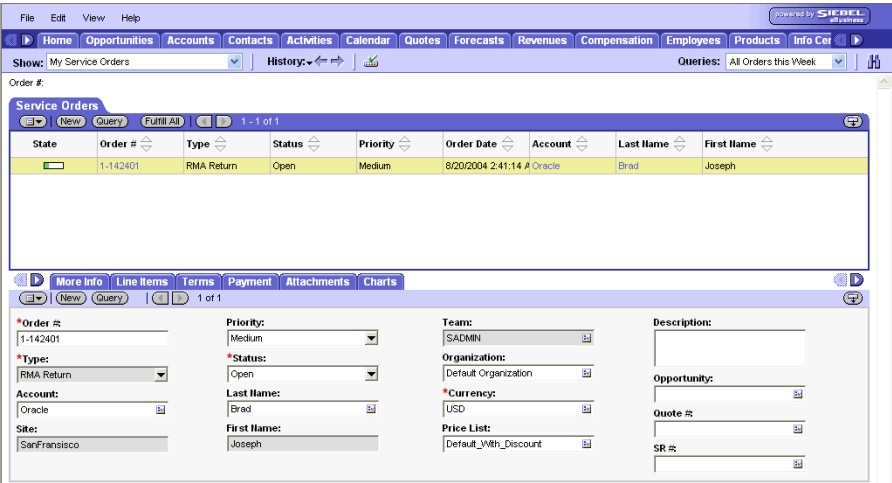 File Edit View Help powered by SIEBEL eBusiness
Home Opportunities Accounts Contacts Activities Calendar Quotes Forecasts Revenues Compensation Employees Products Info Cer
Show: My Service Orders History: Queries: All Orders this Week
Order #:
Service Orders
New Query Fulfill All 1 - 1 of 1
State Order # Type Status Priority Order Date Account Last Name First Name
1-142401 RMA Return Open Medium 8/20/2004 2:41:14 A Oracle Brad Joseph
More Info Line Items Terms Payment Attachments Charts
New Query 1 of 1
*Order #: Priority: Team: Description:
1-142401 Medium SADMIN
*Type: *Status: Organization:
RMA Return Open Default Organization Opportunity:
Account: Last Name: *Currency:
Oracle Brad USD Quote #:
Site: First Name: Price List:
SanFransisco Joseph Default_With_Discount SR #: